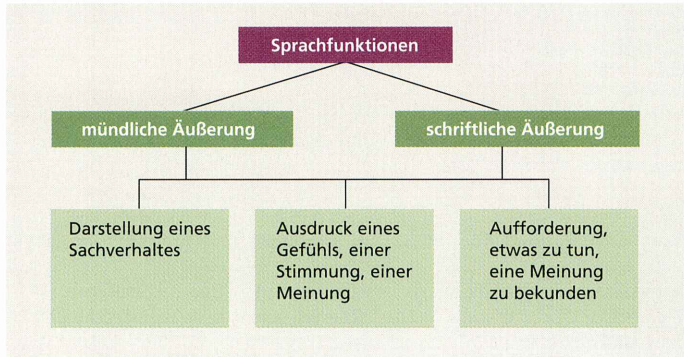 Sprachfunktionen
mündliche Äußerung
schriftliche Äußerung
Darstellung eines
Sachverhaltes
Ausdruck eines
Gefühls, einer
Stimmung, einer
Meinung
Aufforderung,
etwas zu tun,
eine Meinung
zu bekunden